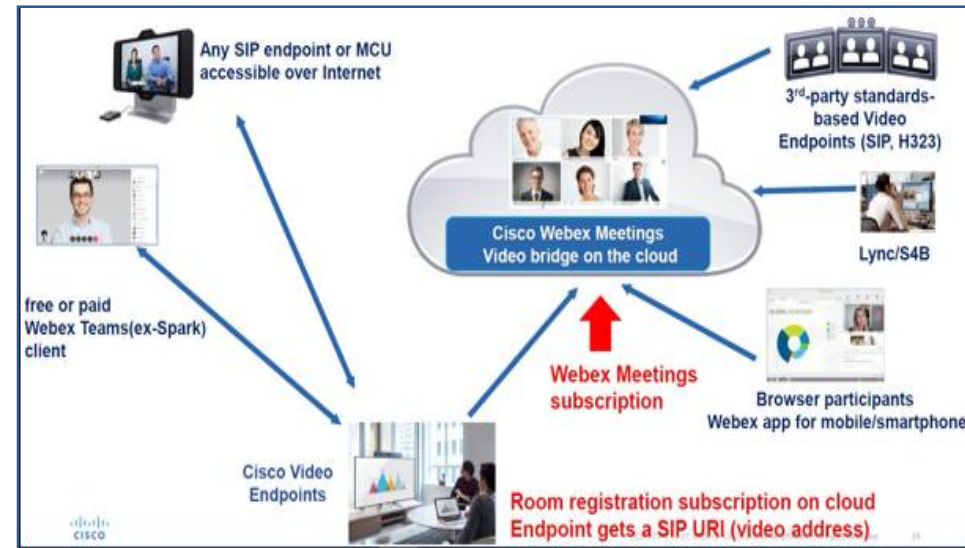 Any SIP endpoint or MCU
accessible over Internet
3rd-party standards-
based Video
Endpoints (SIP, H323)
Cisco Webex Meetings
Video bridge on the cloud
Lync/S4B
free or paid
Webex Teams(ex-Spark)
client
Webex Meetings
subscription
Browser participants
Webex app for mobile/smartphone
Cisco Video
Endpoints
Room registration subscription on cloud
Endpoint gets a SIP URI (video address)
CISCO